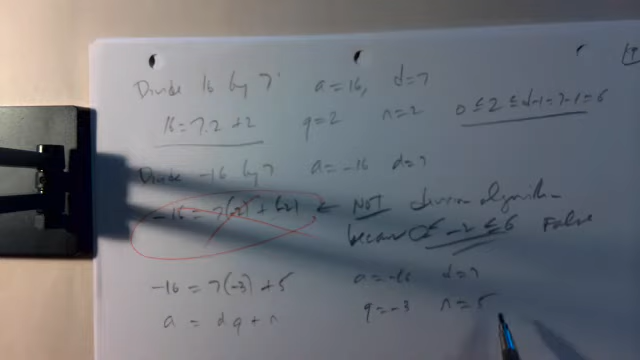 Divide 16 by 7 a = 16, d = 7
16 = 7.2 + 2 q = 2 r = 2 0 ≤ 2 ≤ d-1 = 7-1 = 6
Divide -16 by 7 a = -16 d = 7
-16 = 7(-2) + (-2) ← NOT division algorithm
because 0 ≤ -2 ≤ 6 False
-16 = 7(-3) + 5 a = -16 d = 7
a = dq + r q = -3 r = 5